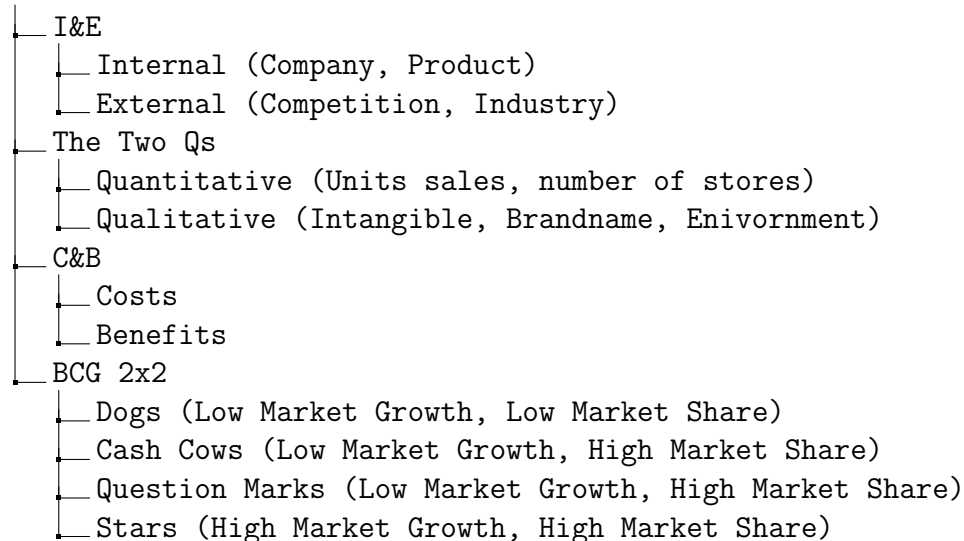 I&E
Internal (Company, Product)
External (Competition, Industry)
The Two Qs
Quantitative (Units sales, number of stores)
Qualitative (Intangible, Brandname, Enivornment)
C&B
Costs
Benefits
BCG 2x2
Dogs (Low Market Growth, Low Market Share)
Cash Cows (Low Market Growth, High Market Share)
Question Marks (Low Market Growth, High Market Share)
Stars (High Market Growth, High Market Share)